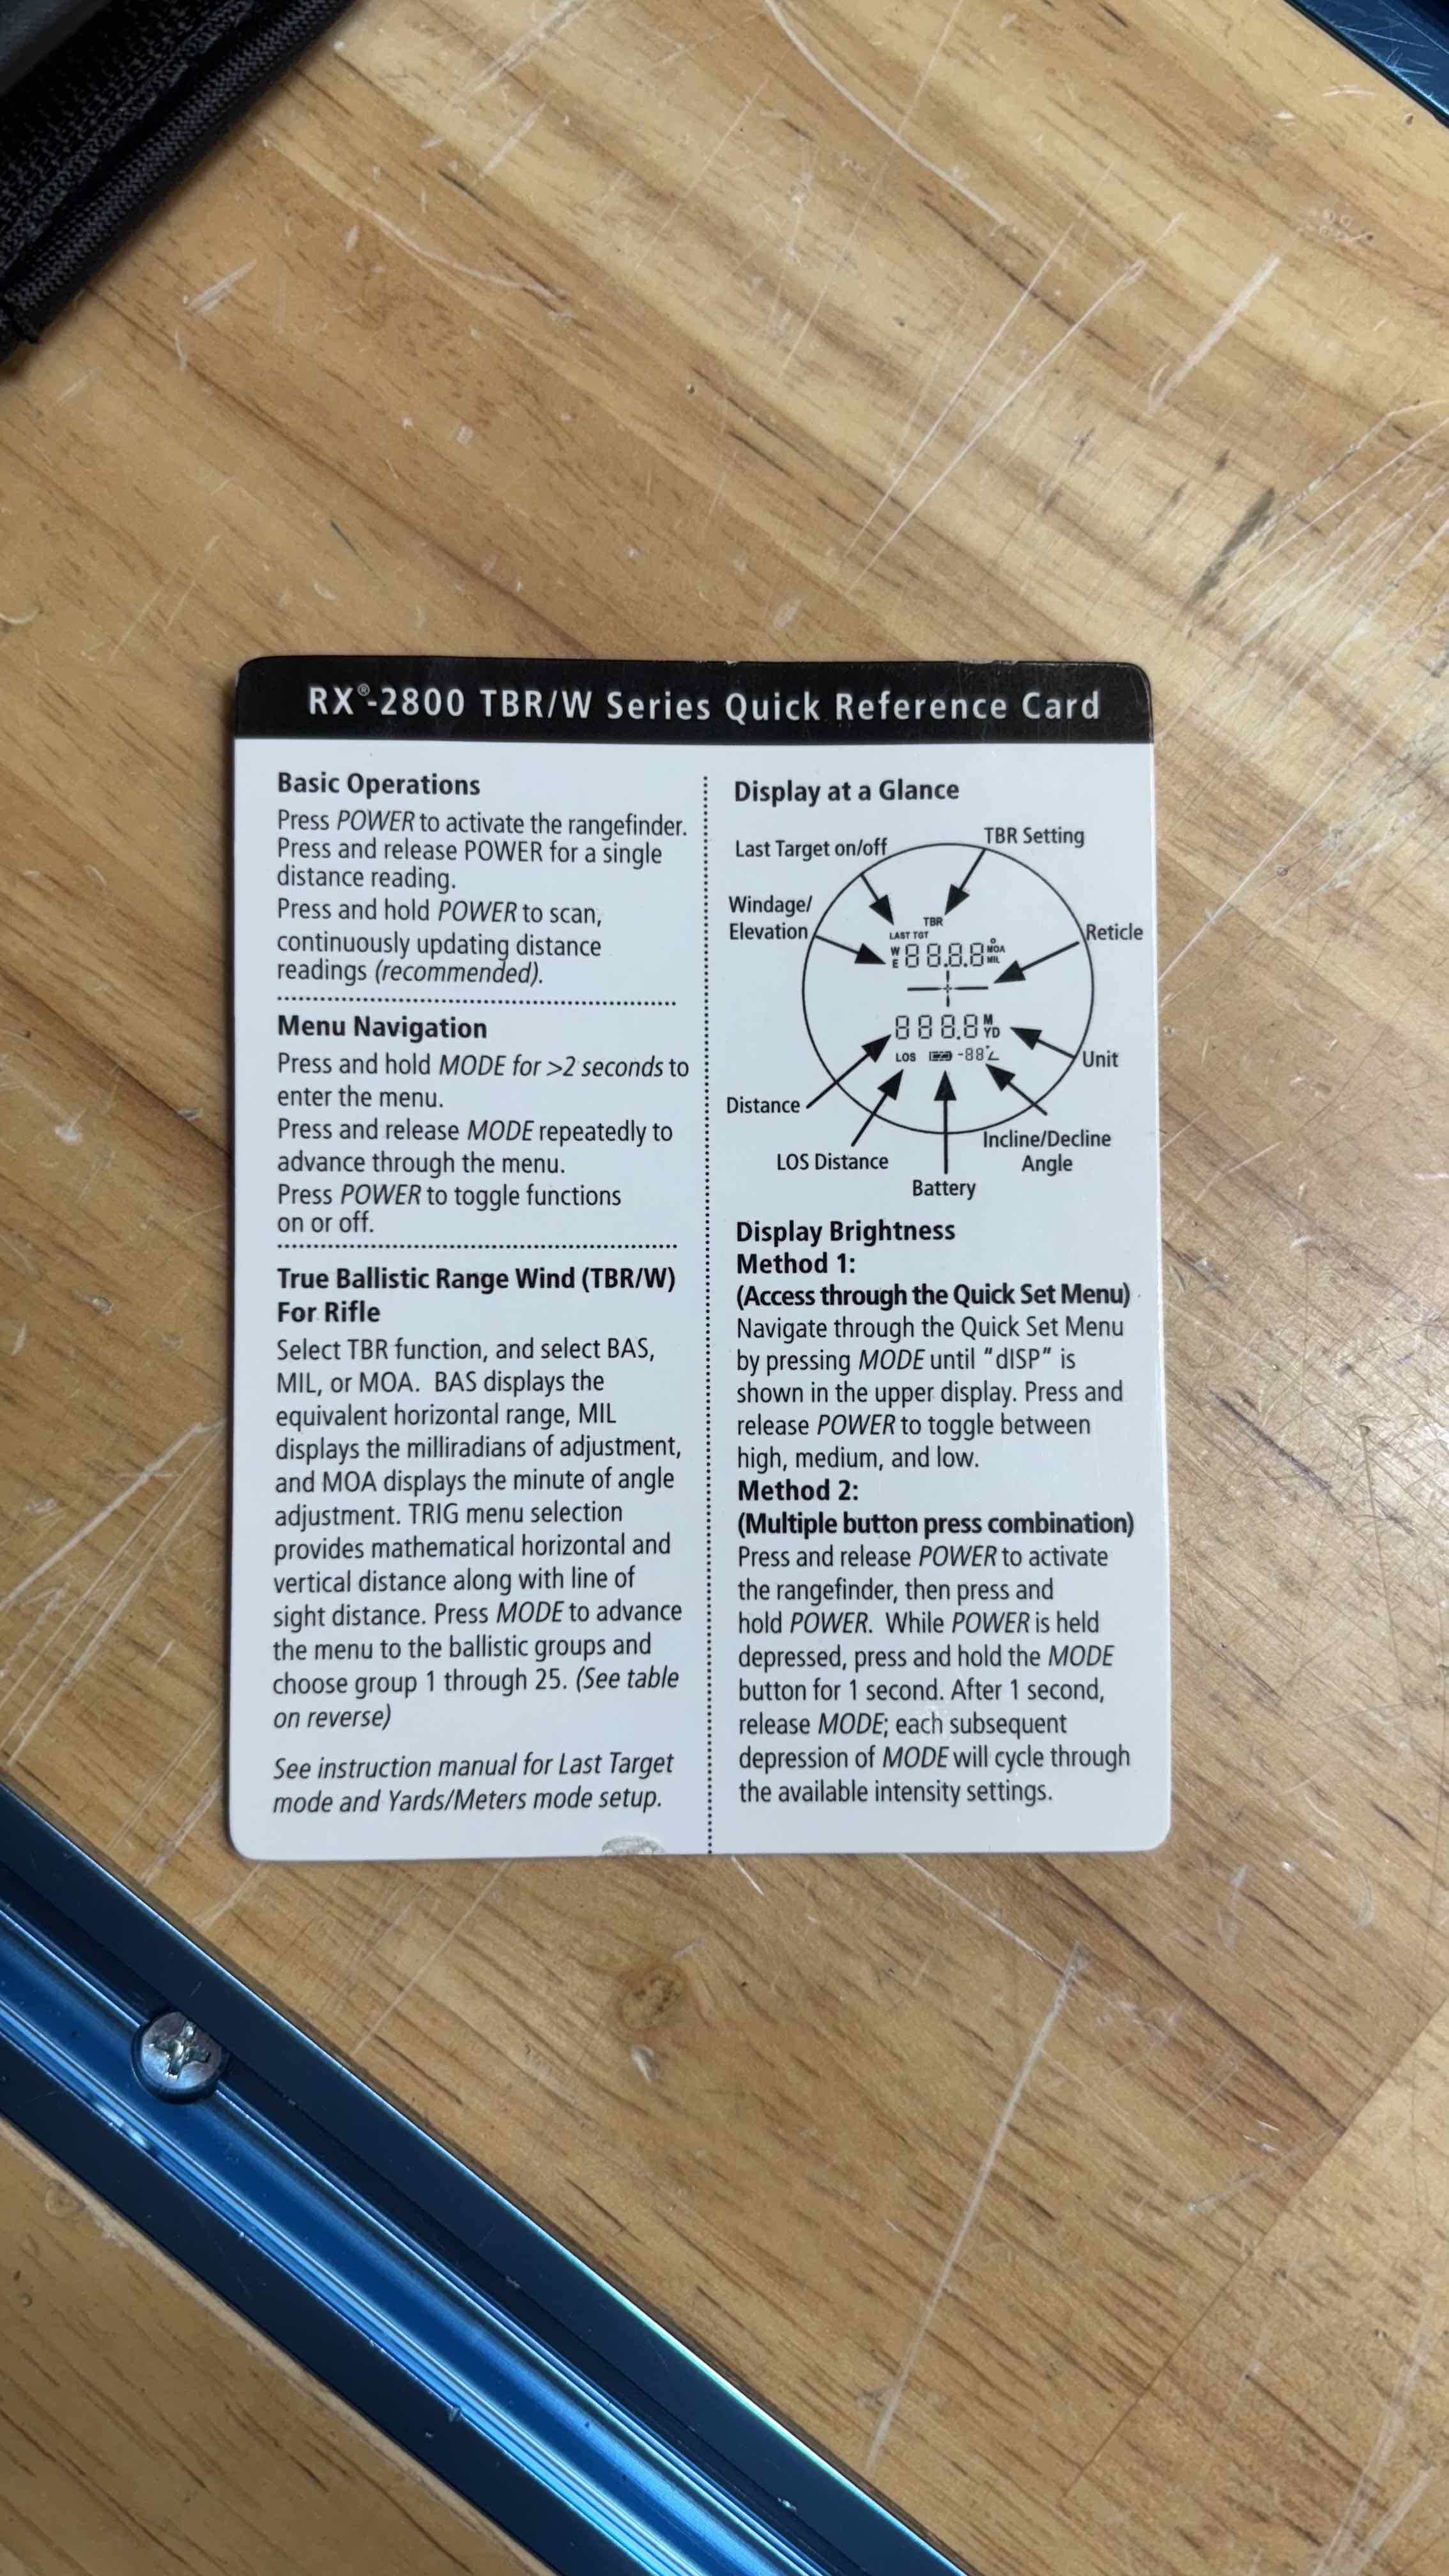 RX®-2800 TBR/W Series Quick Reference Card
Basic Operations
Press POWER to activate the rangefinder.
Press and release POWER for a single
distance reading.
Press and hold POWER to scan,
continuously updating distance
readings (recommended).
Menu Navigation
Press and hold MODE for >2 seconds to
enter the menu.
Press and release MODE repeatedly to
advance through the menu.
Press POWER to toggle functions
on or off.
True Ballistic Range Wind (TBR/W)
For Rifle
Select TBR function, and select BAS,
MIL, or MOA. BAS displays the
equivalent horizontal range, MIL
displays the milliradians of adjustment,
and MOA displays the minute of angle
adjustment. TRIG menu selection
provides mathematical horizontal and
vertical distance along with line of
sight distance. Press MODE to advance
the menu to the ballistic groups and
choose group 1 through 25. (See table
on reverse)
See instruction manual for Last Target
mode and Yards/Meters mode setup.
Display at a Glance
Last Target on/off
TBR Setting
Windage/
Elevation
Reticle
TBR
LAST TGT
W
E
888.8.8
°
MOA
MIL
888.8
M
YD
LOS
-88°∠
Unit
Distance
LOS Distance
Battery
Incline/Decline
Angle
Display Brightness
Method 1:
(Access through the Quick Set Menu)
Navigate through the Quick Set Menu
by pressing MODE until "dISP" is
shown in the upper display. Press and
release POWER to toggle between
high, medium, and low.
Method 2:
(Multiple button press combination)
Press and release POWER to activate
the rangefinder, then press and
hold POWER. While POWER is held
depressed, press and hold the MODE
button for 1 second. After 1 second,
release MODE; each subsequent
depression of MODE will cycle through
the available intensity settings.